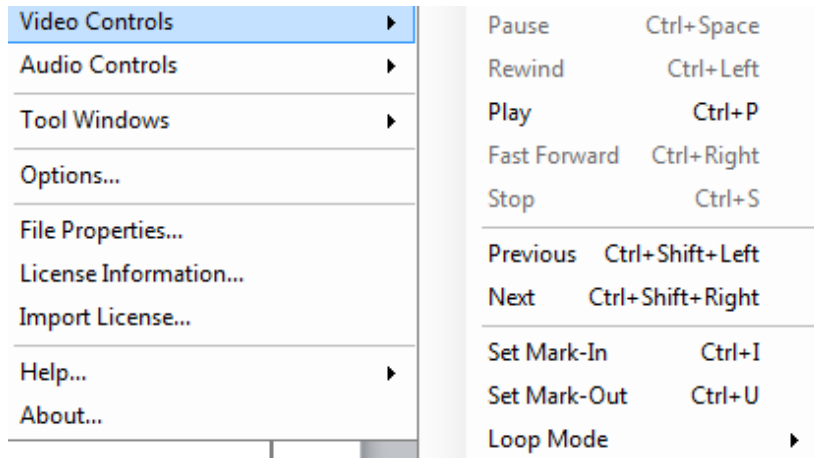 Video Controls
Audio Controls
Tool Windows
Options...
File Properties...
License Information...
Import License...
Help...
About...
Pause Ctrl+Space
Rewind Ctrl+Left
Play Ctrl+P
Fast Forward Ctrl+Right
Stop Ctrl+S
Previous Ctrl+Shift+Left
Next Ctrl+Shift+Right
Set Mark-In Ctrl+I
Set Mark-Out Ctrl+U
Loop Mode